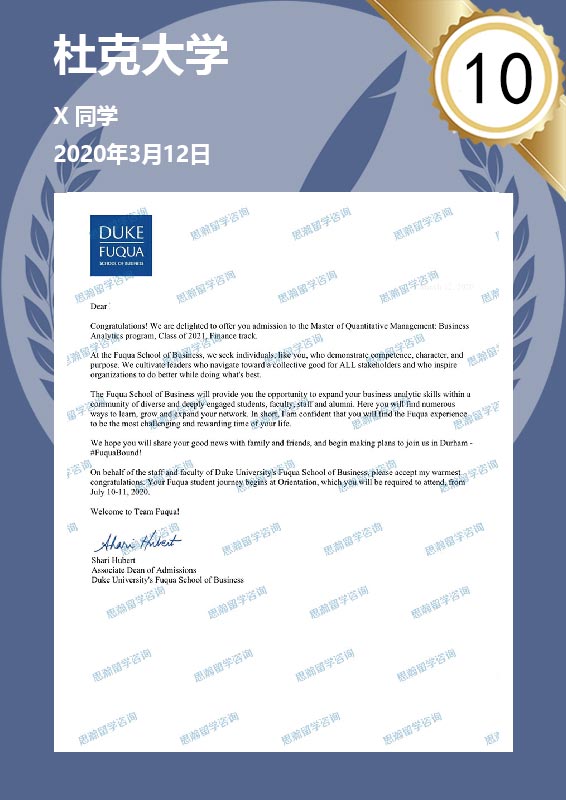 杜克大学
10
X 同学
2020年3月12日
DUKE
FUQUA
SCHOOL OF BUSINESS
March 12, 2020
Dear
Congratulations! We are delighted to offer you admission to the Master of Quantitative Management: Business
Analytics program, Class of 2021, Finance track.
At the Fuqua School of Business, we seek individuals, like you, who demonstrate competence, character, and
purpose. We cultivate leaders who navigate toward a collective good for ALL stakeholders and who inspire
organizations to do better while doing what's best.
The Fuqua School of Business will provide you the opportunity to expand your business analytic skills within a
community of diverse and deeply engaged students, faculty, staff and alumni. Here you will find numerous
ways to learn, grow and expand your network. In short, I am confident that you will find the Fuqua experience
to be the most challenging and rewarding time of your life.
We hope you will share your good news with family and friends, and begin making plans to join us in Durham -
#FuquaBound!
On behalf of the staff and faculty of Duke University's Fuqua School of Business, please accept my warmest
congratulations. Your Fuqua student journey begins at Orientation, which you will be required to attend, from
July 10-11, 2020.
Welcome to Team Fuqua!
Shari Hubert
Shari Hubert
Associate Dean of Admissions
Duke University's Fuqua School of Business
思瀚留学咨询